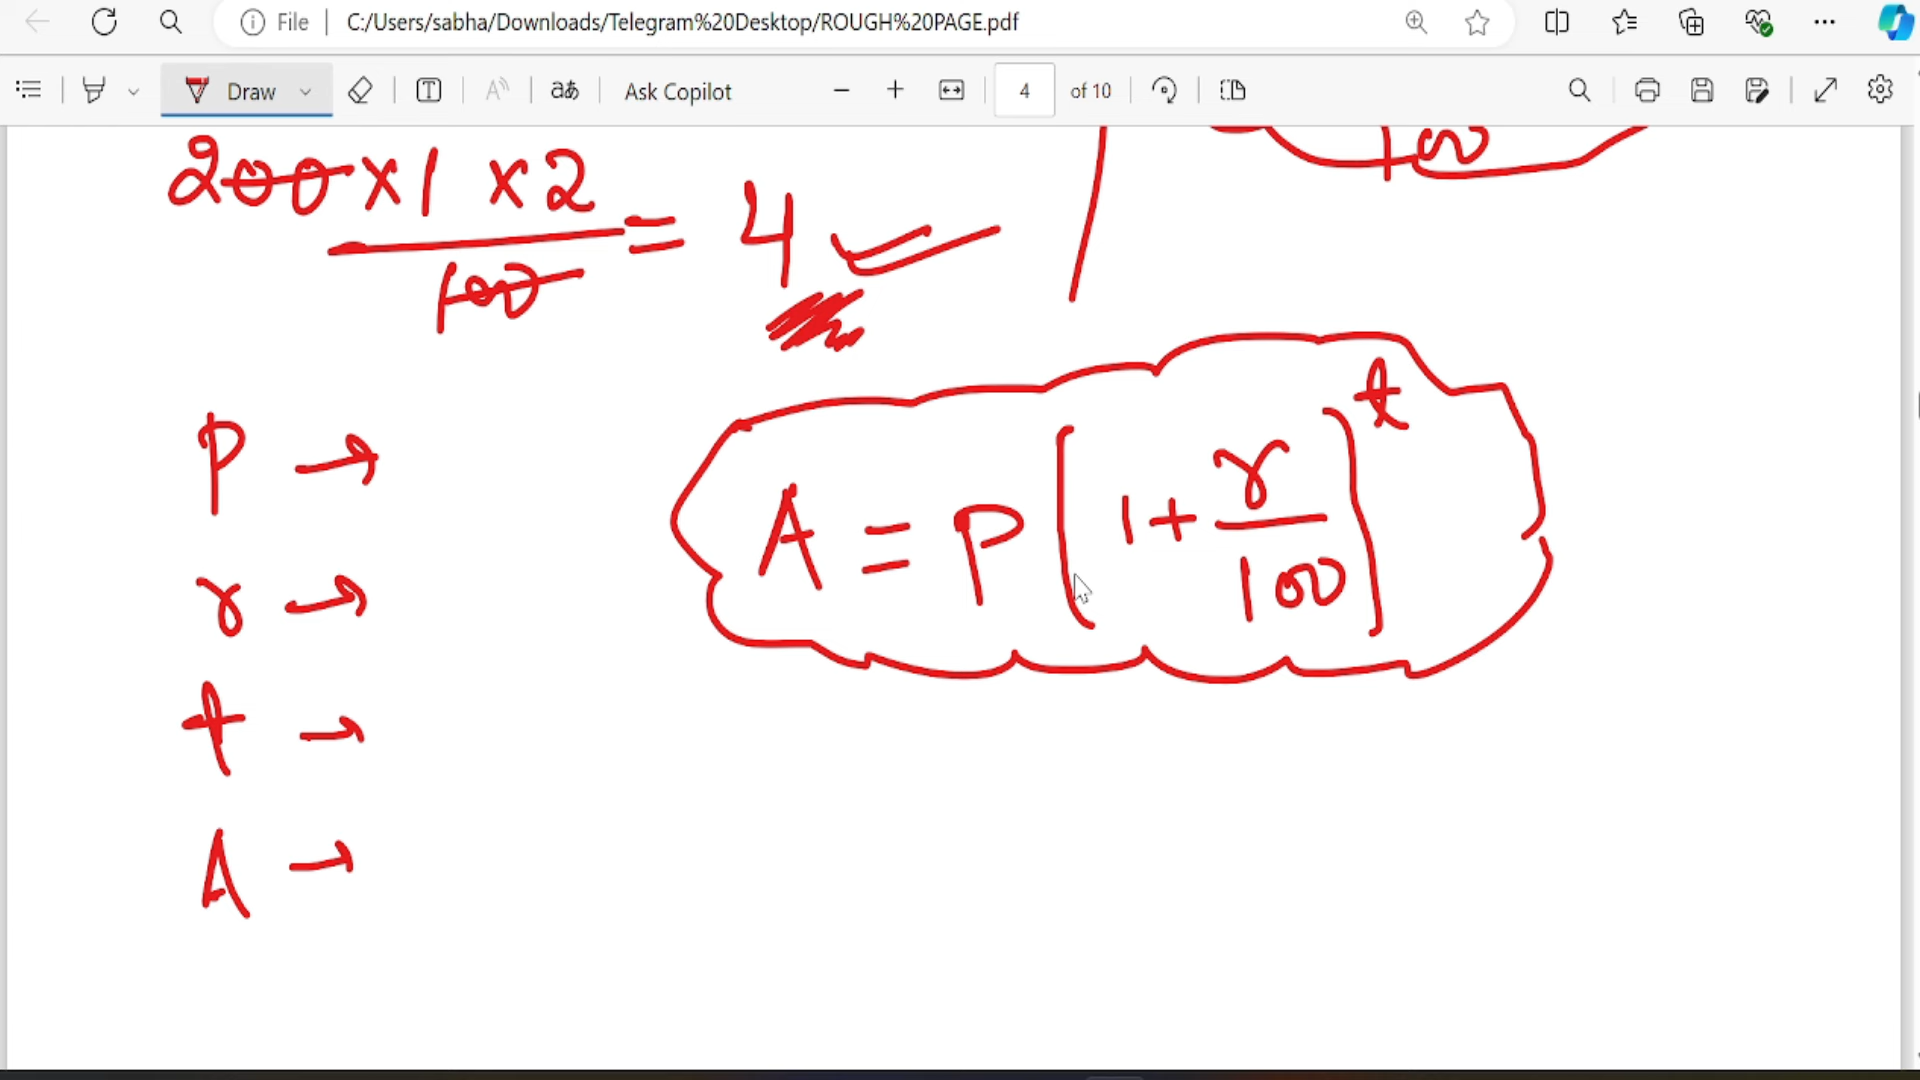 File | C:/Users/sabha/Downloads/Telegram%20Desktop/ROUGH%20PAGE.pdf
Draw Ask Copilot 4 of 10
200 × 1 × 2 / 100 = 4
100
P →
r →
t →
A →
A = P [ 1 + r/100 ]^t